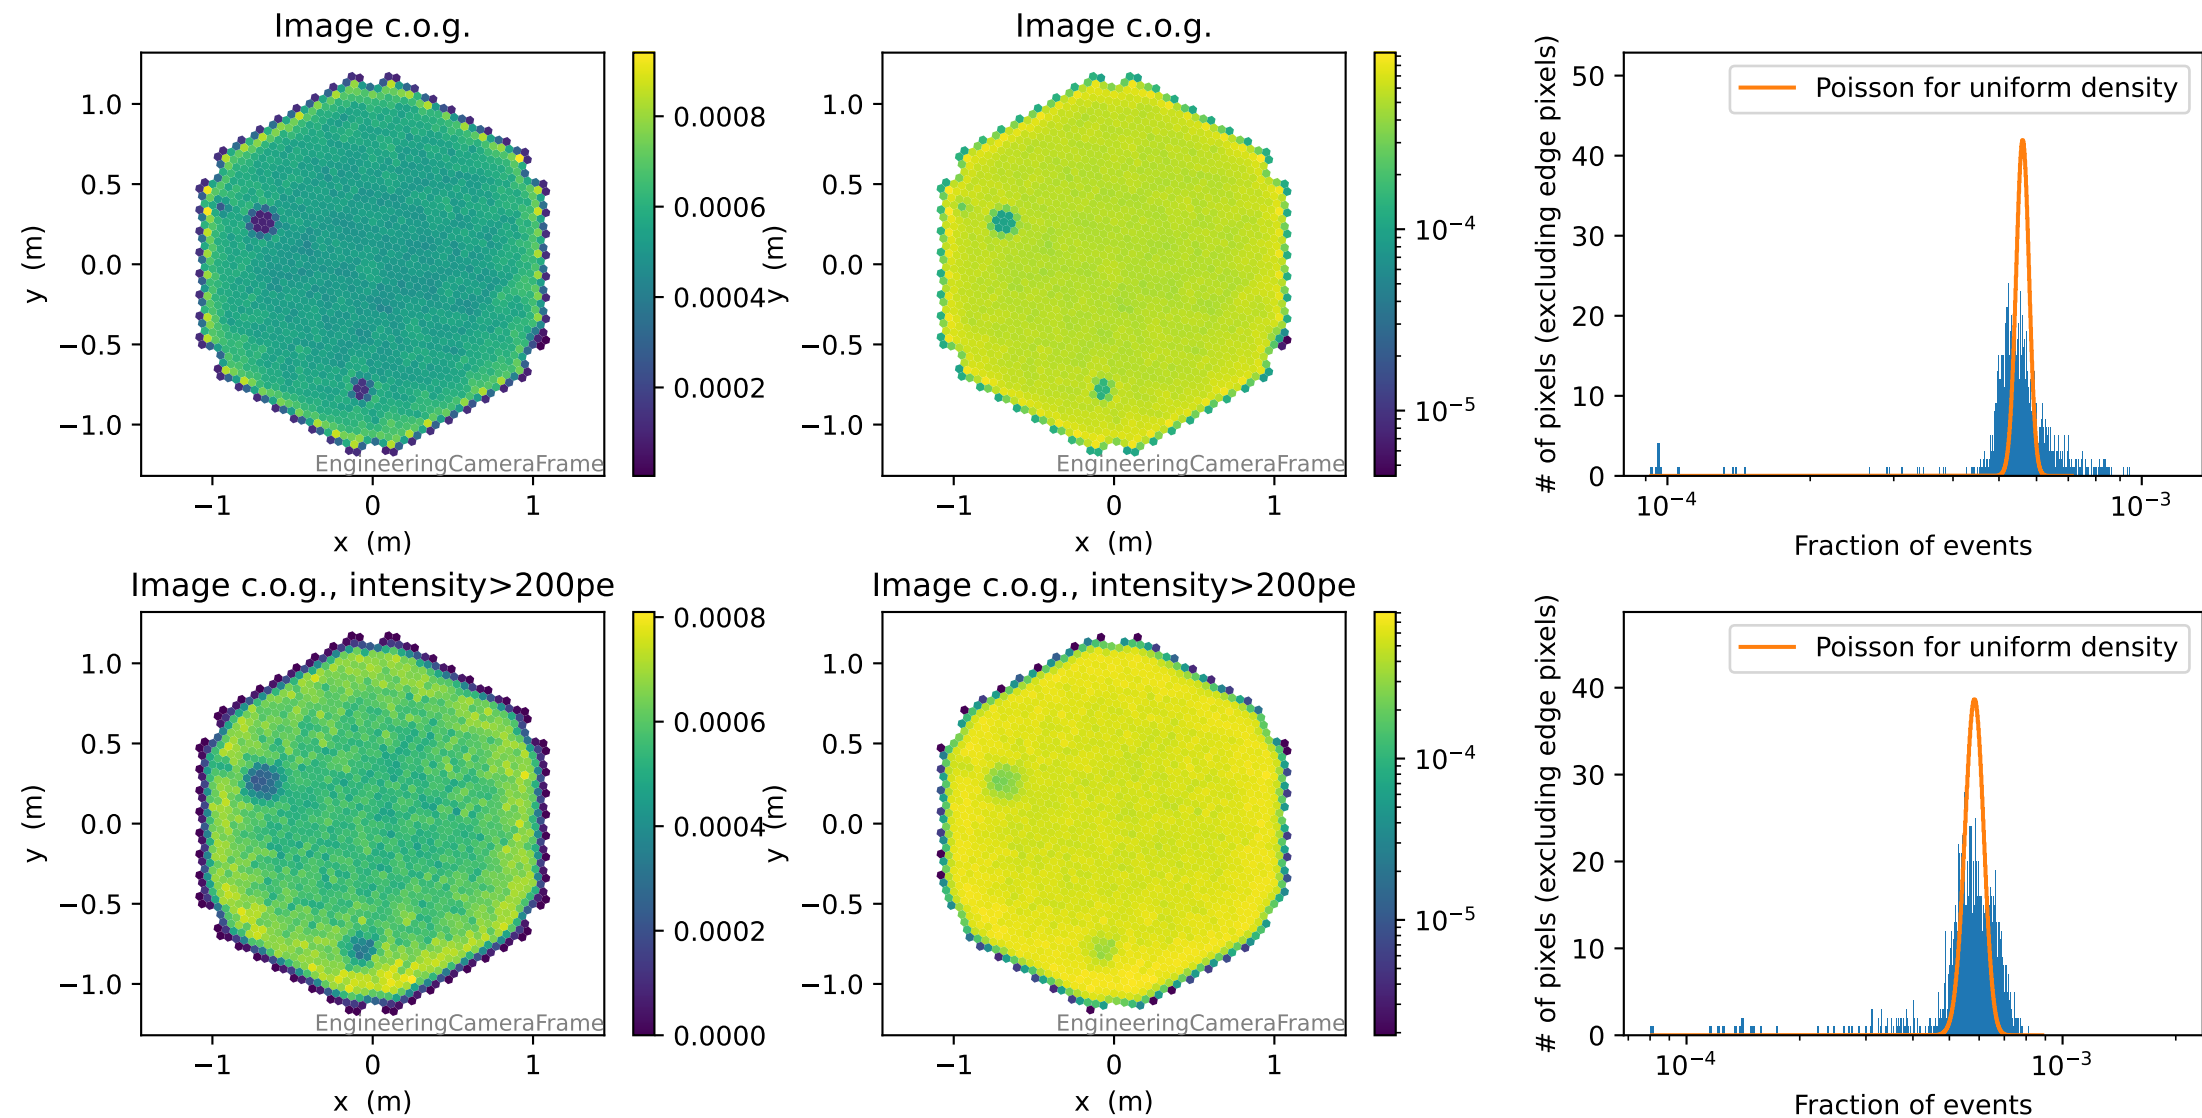 Image c.o.g.
y (m)
1.0
0.5
0.0
−0.5
−1.0
EngineeringCameraFrame
−1 0 1
x (m)
0.0008
0.0006
0.0004
0.0002
Image c.o.g.
y (m)
1.0
0.5
0.0
−0.5
−1.0
EngineeringCameraFrame
−1 0 1
x (m)
10−4
10−5
# of pixels (excluding edge pixels)
50
40
30
20
10
0
Poisson for uniform density
10−4 10−3
Fraction of events
Image c.o.g., intensity>200pe
y (m)
1.0
0.5
0.0
−0.5
−1.0
EngineeringCameraFrame
−1 0 1
x (m)
0.0008
0.0006
0.0004
0.0002
0.0000
Image c.o.g., intensity>200pe
y (m)
1.0
0.5
0.0
−0.5
−1.0
EngineeringCameraFrame
−1 0 1
x (m)
10−4
10−5
# of pixels (excluding edge pixels)
40
30
20
10
0
Poisson for uniform density
10−4 10−3
Fraction of events